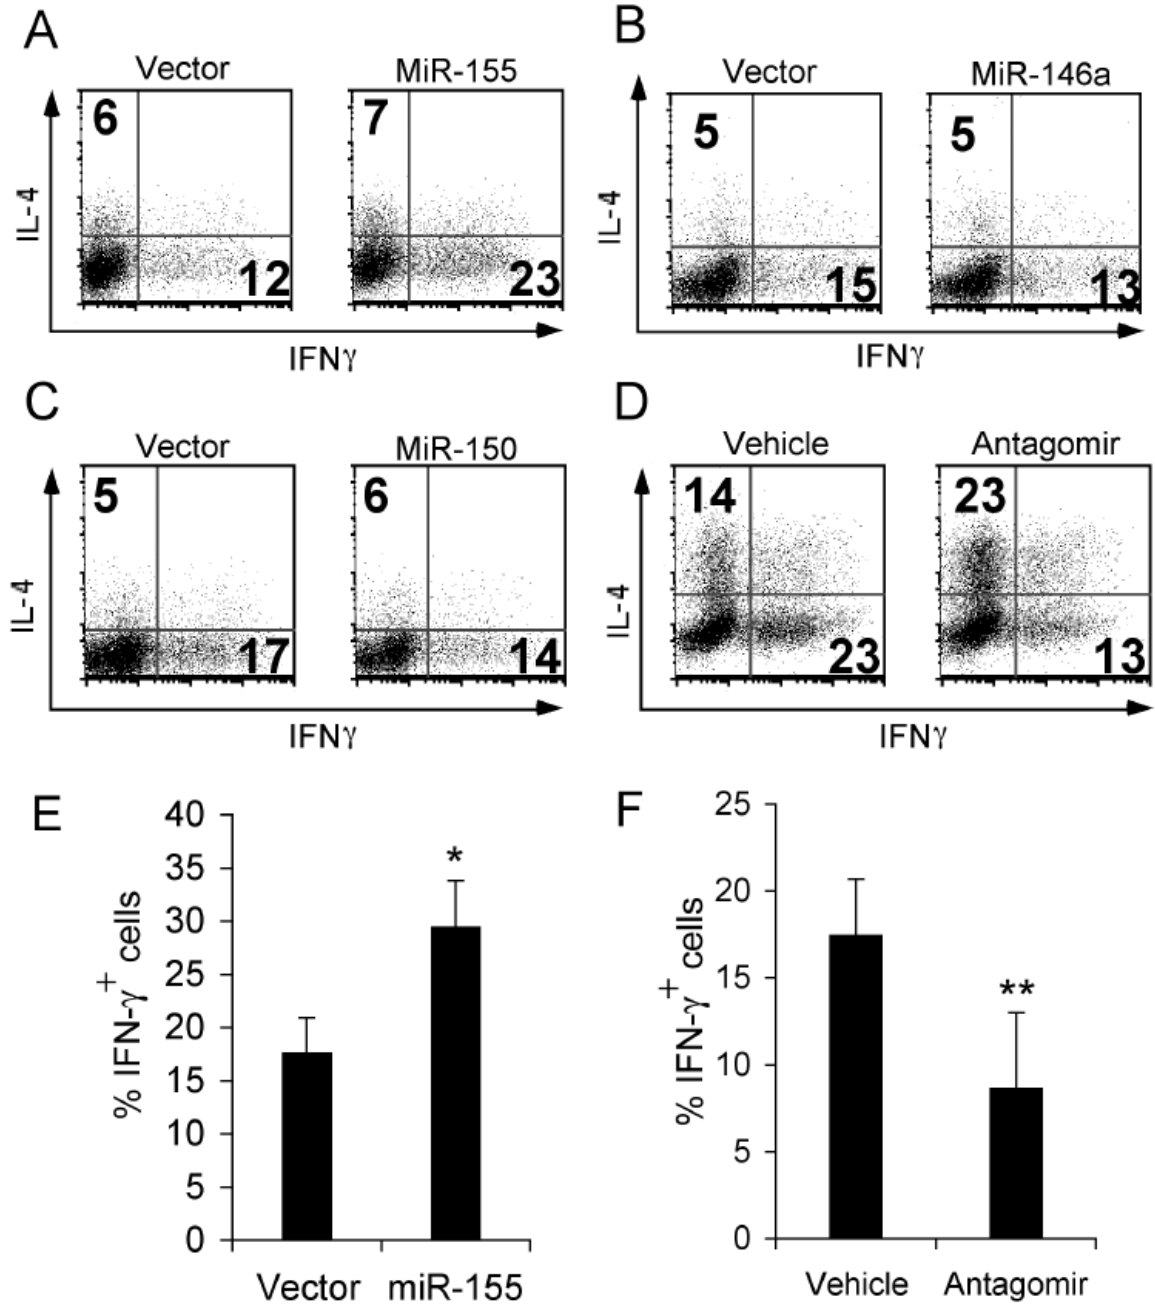 A
Vector
MiR-155
6
7
12
23
IL-4
IFNγ
B
Vector
MiR-146a
5
5
15
13
IL-4
IFNγ
C
Vector
MiR-150
5
6
17
14
IL-4
IFNγ
D
Vehicle
Antagomir
14
23
23
13
IL-4
IFNγ
E
% IFN-γ+ cells
40
35
30
25
20
15
10
5
0
*
Vector
miR-155
F
% IFN-γ+ cells
25
20
15
10
5
0
**
Vehicle
Antagomir